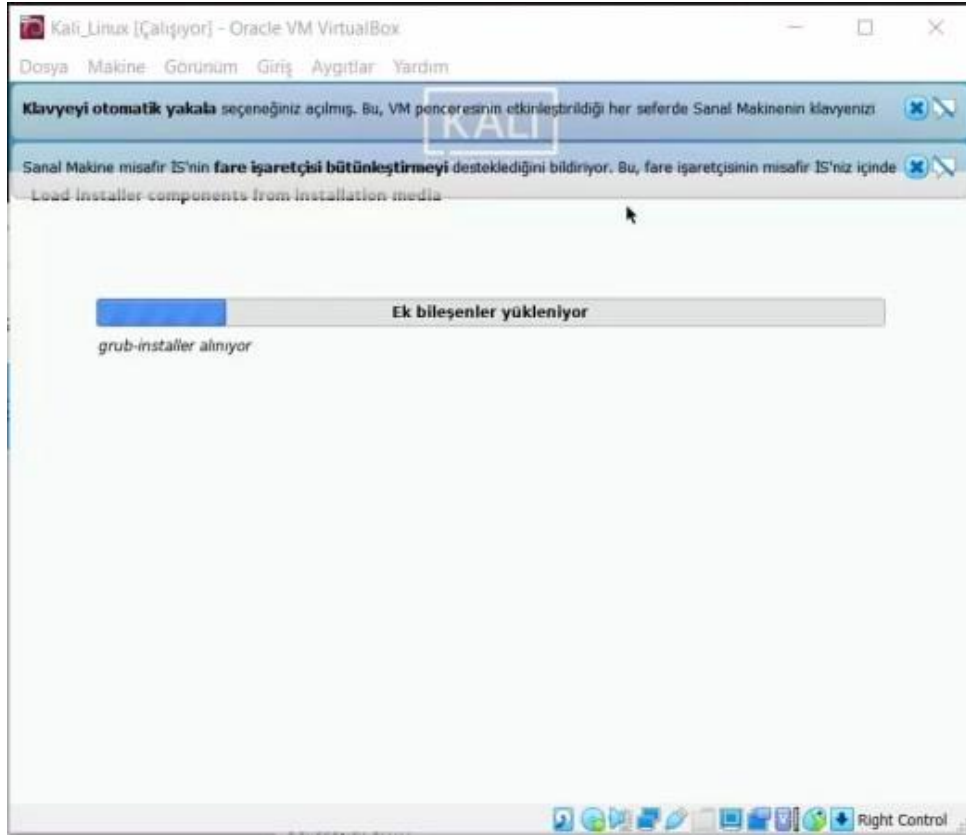 Kali_Linux [Çalışıyor] - Oracle VM VirtualBox
Dosya Makine Görünüm Giriş Aygıtlar Yardım
Klavyeyi otomatik yakala seçeneğiniz açılmış. Bu, VM penceresinin etkinleştirildiği her seferde Sanal Makinenin klavyenizi
KALI
Sanal Makine misafir İS'nin fare işaretçisi bütünleştirmeyi desteklediğini bildiriyor. Bu, fare işaretçisinin misafir İS'niz içinde
Load installer components from installation media
Ek bileşenler yükleniyor
grub-installer alınıyor
Right Control